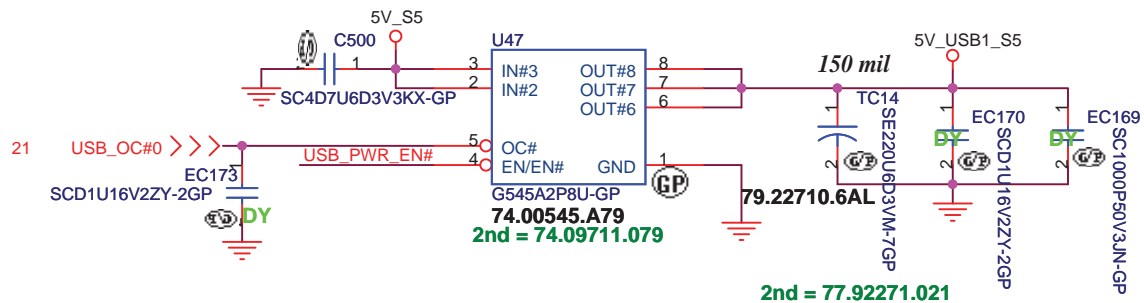 5V_S5
C500
1
SC4D7U6D3V3KX-GP
U47
3 IN#3
2 IN#2
OUT#8 8
OUT#7 7
OUT#6 6
5 OC#
4 EN/EN#
GND 1
G545A2P8U-GP
74.00545.A79
2nd = 74.09711.079
GP
21 USB_OC#0
USB_PWR_EN#
1
EC173
SCD1U16V2ZY-2GP
DY
150 mil
5V_USB1_S5
1
TC14
SE220U6D3VM-7GP
2
G/P
79.22710.6AL
2nd = 77.92271.021
1
EC170
SCD1U16V2ZY-2GP
DY
2
G/P
1
EC169
SC1000P50V3JN-GP
DY
2
G/P